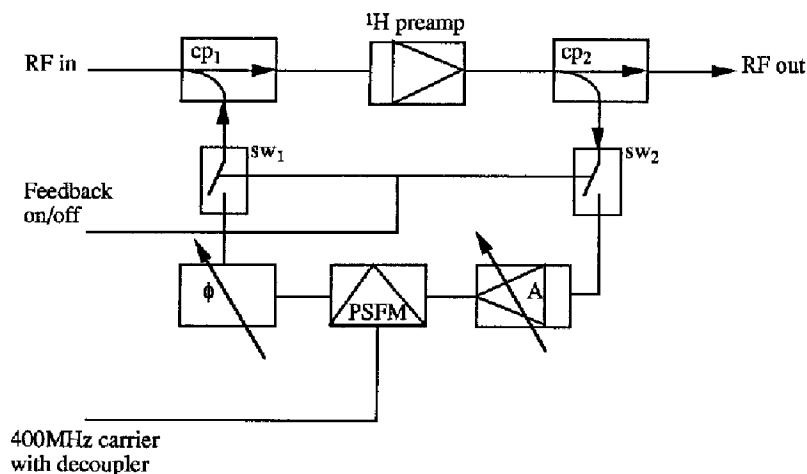 ¹H preamp
cp₁
cp₂
RF in
RF out
sw₁
sw₂
Feedback
on/off
ϕ
PSFM
A
400MHz carrier
with decoupler